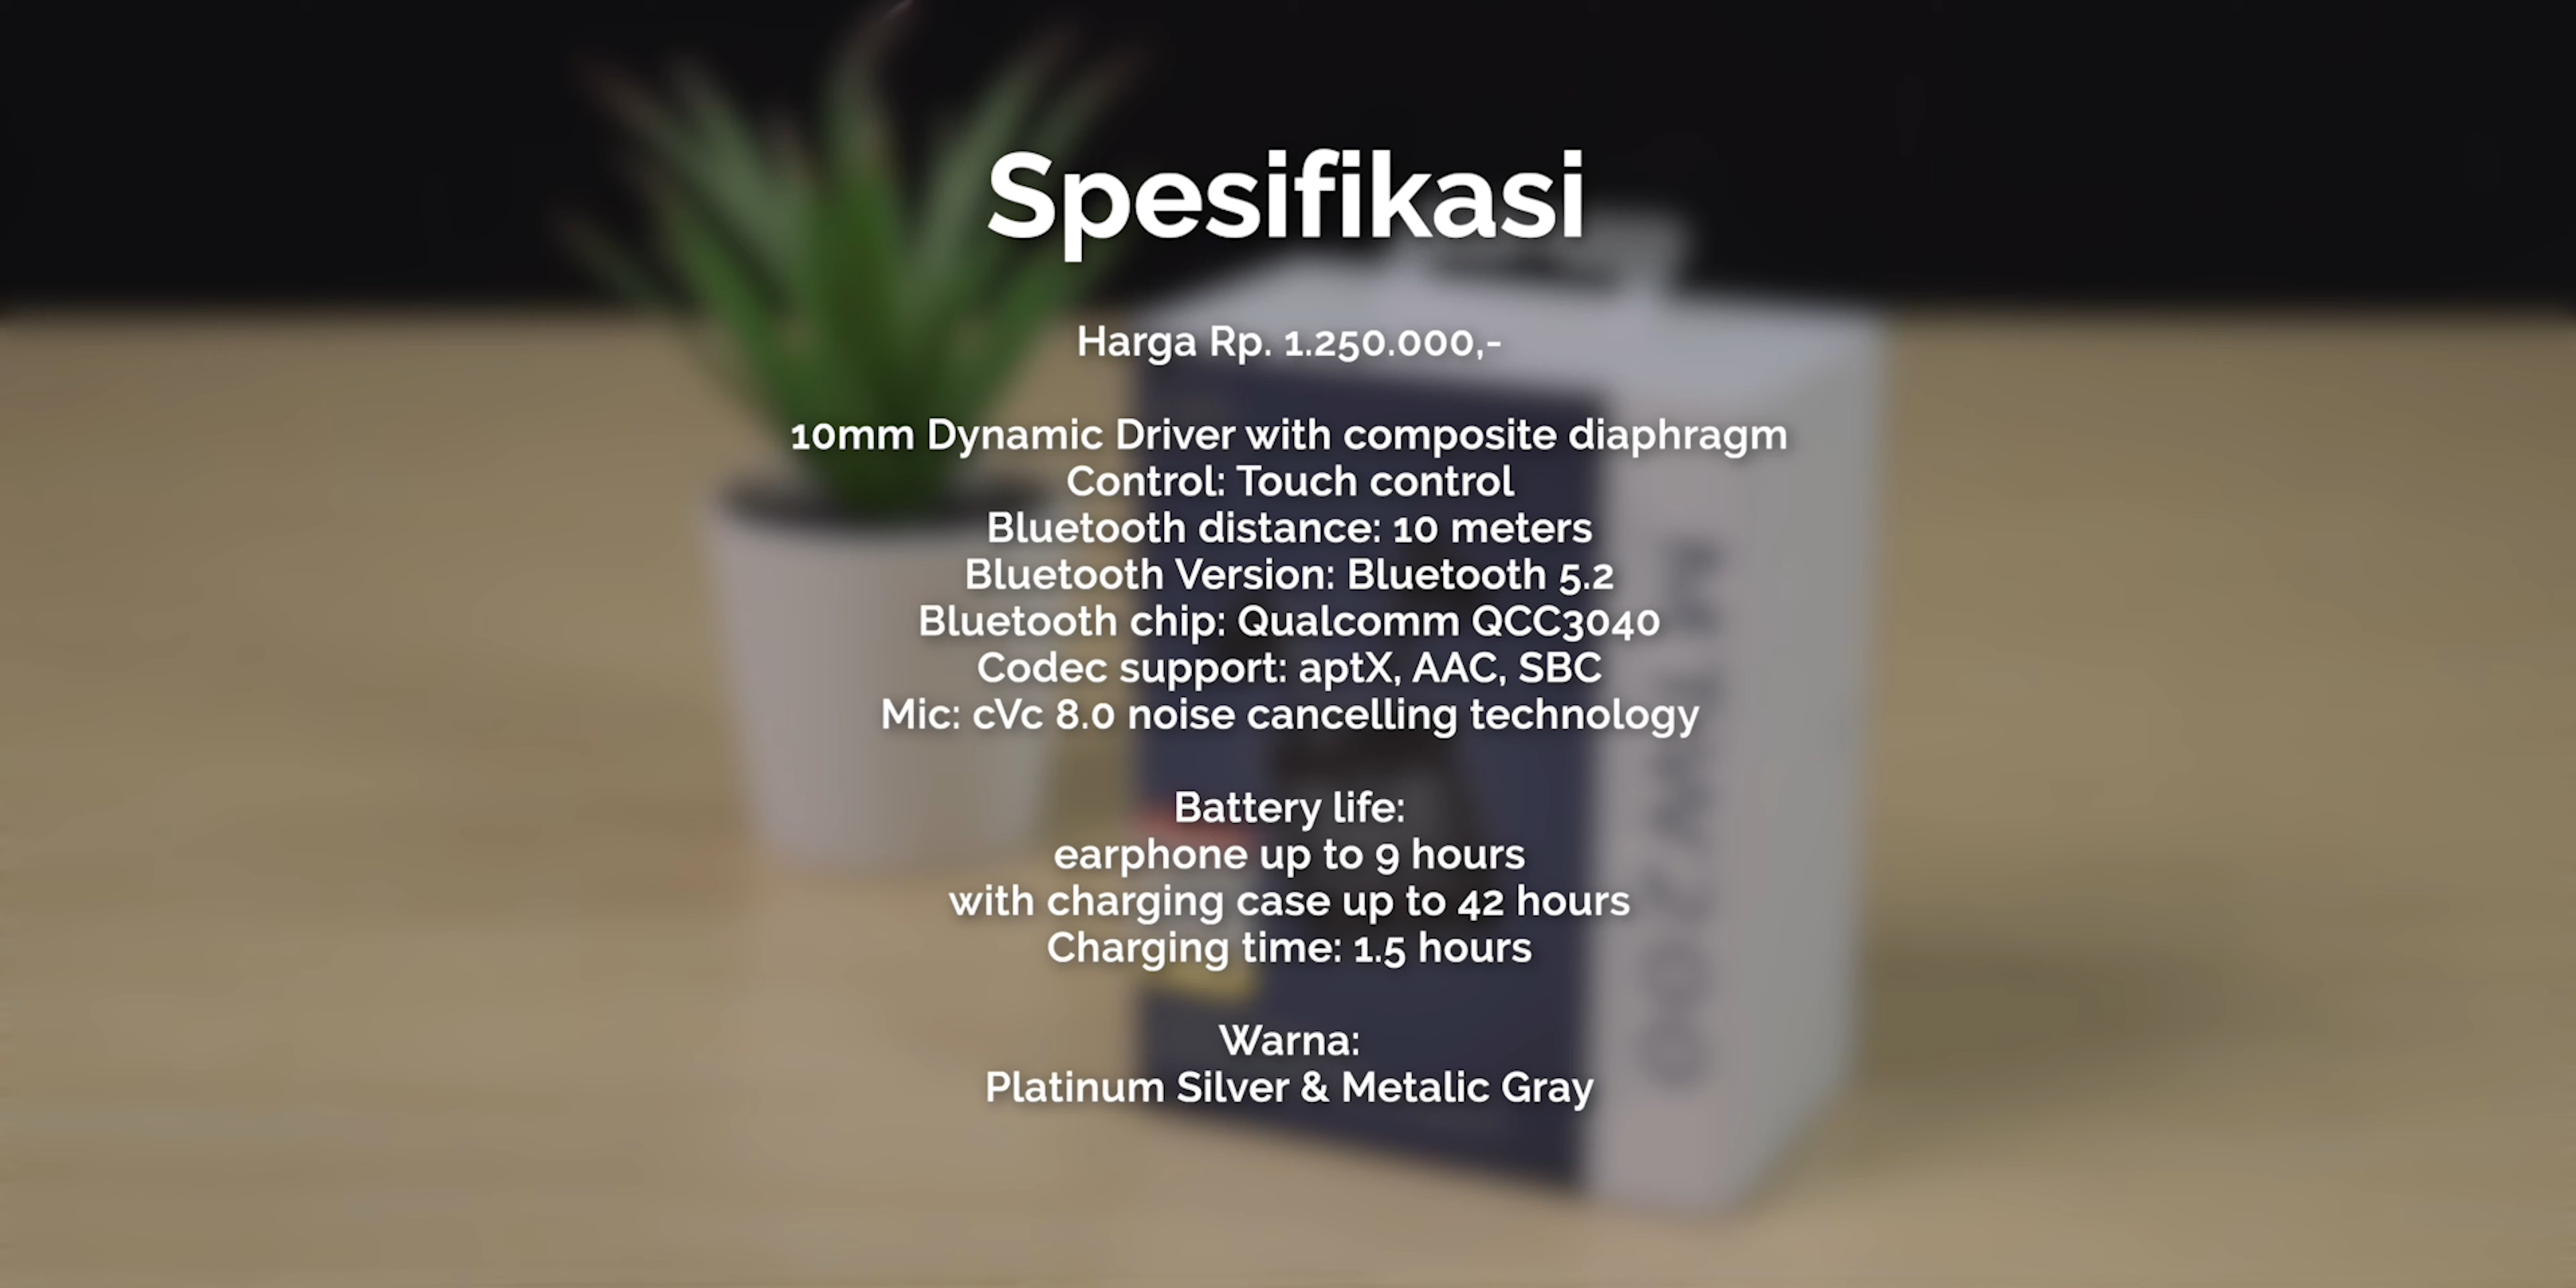 Spesifikasi
Harga Rp. 1.250.000,-
10mm Dynamic Driver with composite diaphragm
Control: Touch control
Bluetooth distance: 10 meters
Bluetooth Version: Bluetooth 5.2
Bluetooth chip: Qualcomm QCC3040
Codec support: aptX, AAC, SBC
Mic: cVc 8.0 noise cancelling technology
Battery life:
earphone up to 9 hours
with charging case up to 42 hours
Charging time: 1.5 hours
Warna:
Platinum Silver & Metalic Gray